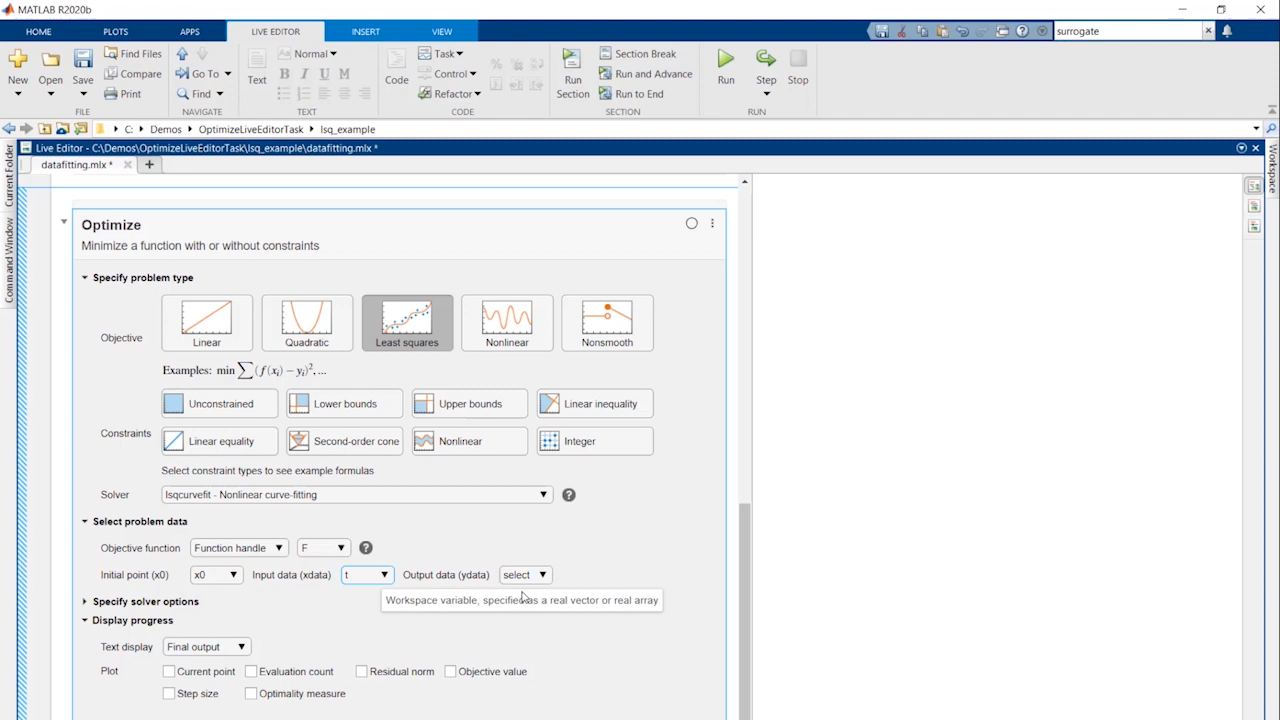 MATLAB R2020b
HOME PLOTS APPS LIVE EDITOR INSERT VIEW surrogate
New Open Save Find Files Compare Print
Go To Find
Text Normal B I U M
Code Task Control Refactor
Run Section Section Break Run and Advance Run to End
Run Step Stop
FILE NAVIGATE TEXT CODE SECTION RUN
C: Demos OptimizeLiveEditorTask lsq_example
Live Editor - C:\Demos\OptimizeLiveEditorTask\lsq_example\datafitting.mlx *
datafitting.mlx *
Current Folder
Command Window
Workspace
Optimize
Minimize a function with or without constraints
Specify problem type
Objective Linear Quadratic Least squares Nonlinear Nonsmooth
Examples: min ∑(f(xᵢ) − yᵢ)², ...
Unconstrained Lower bounds Upper bounds Linear inequality
Constraints
Linear equality Second-order cone Nonlinear Integer
Select constraint types to see example formulas
Solver lsqcurvefit - Nonlinear curve-fitting
Select problem data
Objective function Function handle F
Initial point (x0) x0 Input data (xdata) t Output data (ydata) select
Workspace variable, specified as a real vector or real array
Specify solver options
Display progress
Text display Final output
Plot Current point Evaluation count Residual norm Objective value
Step size Optimality measure